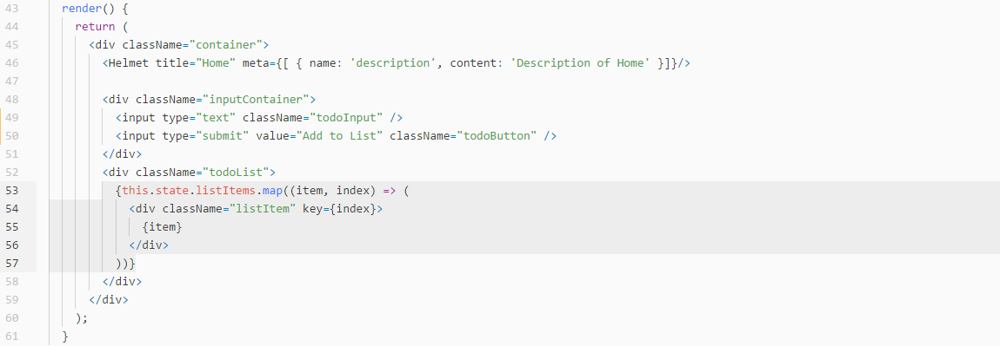 43 render() {
44 return (
45 <div className="container">
46 <Helmet title="Home" meta={[ { name: 'description', content: 'Description of Home' }]}/>
47
48 <div className="inputContainer">
49 <input type="text" className="todoInput" />
50 <input type="submit" value="Add to List" className="todoButton" />
51 </div>
52 <div className="todoList">
53 {this.state.listItems.map((item, index) => (
54 <div className="listItem" key={index}>
55 {item}
56 </div>
57 ))}
58 </div>
59 </div>
60 );
61 }